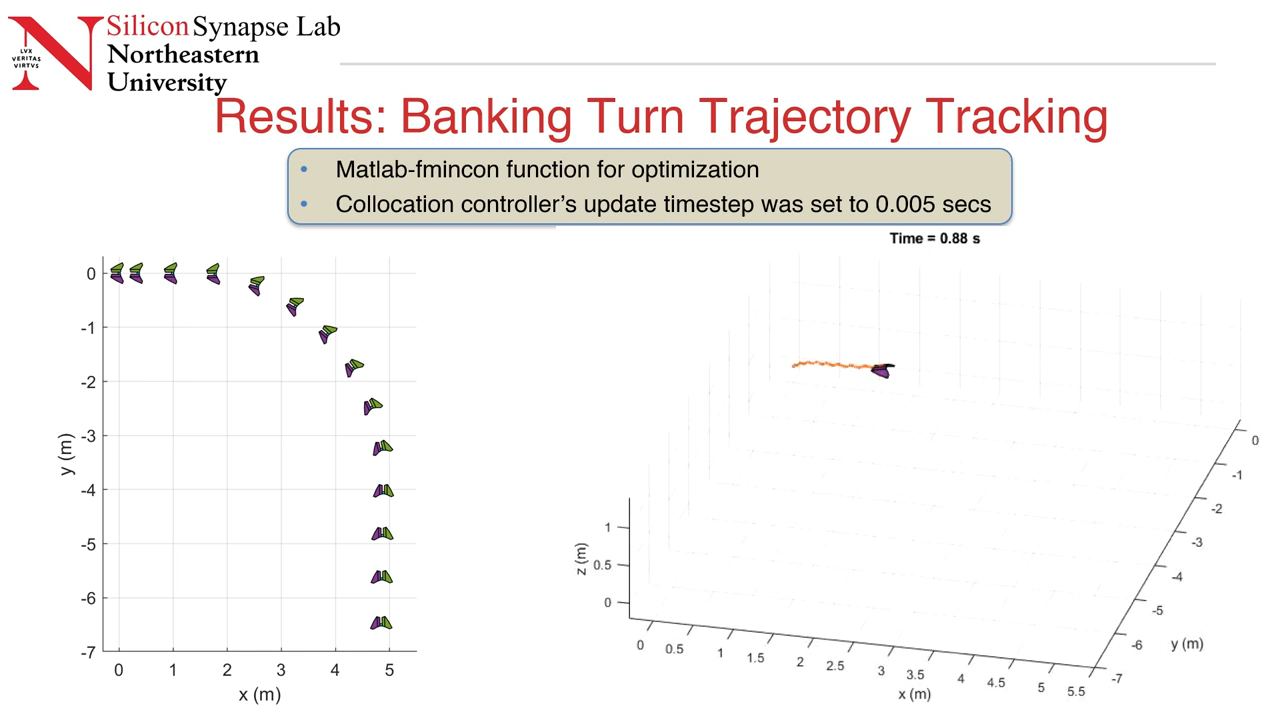 LVX
VERITAS
VIRTVS
Silicon Synapse Lab
Northeastern
University
Results: Banking Turn Trajectory Tracking
• Matlab-fmincon function for optimization
• Collocation controller's update timestep was set to 0.005 secs
0
-1
-2
-3
-4
-5
-6
-7
y (m)
0 1 2 3 4 5
x (m)
Time = 0.88 s
1
0.5
0
z (m)
0 0.5 1 1.5 2 2.5 3 3.5 4 4.5 5 5.5
x (m)
0
-1
-2
-3
-4
-5
-6
-7
y (m)